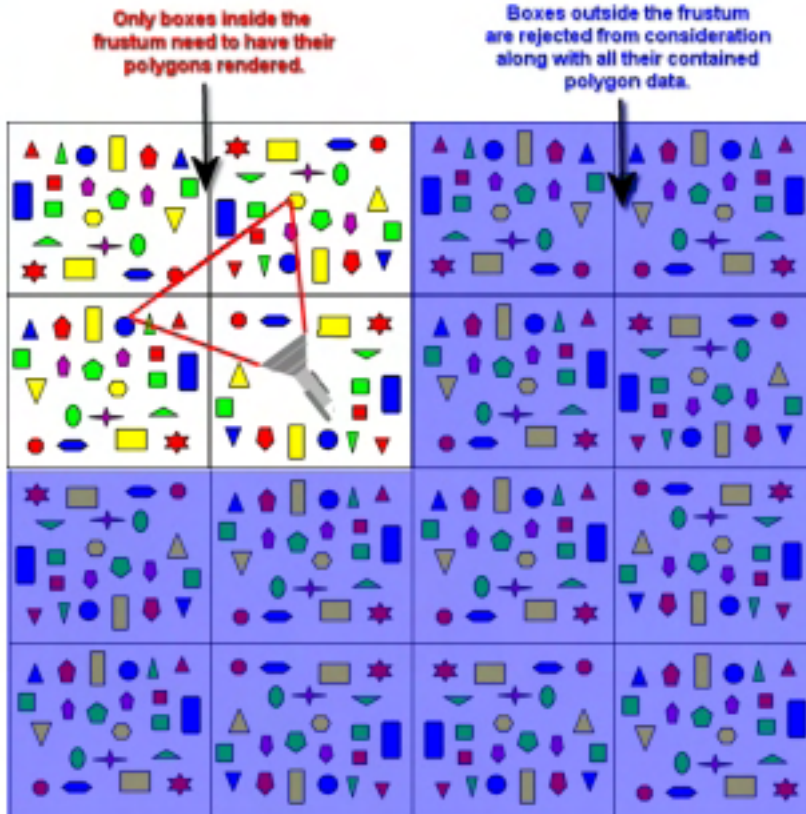 Only boxes inside the
frustum need to have their
polygons rendered.
Boxes outside the frustum
are rejected from consideration
along with all their contained
polygon data.